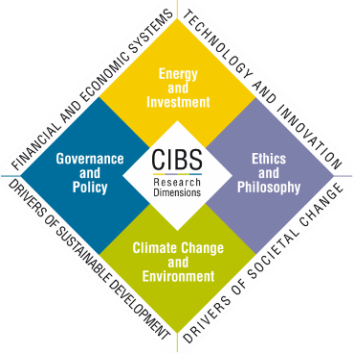 FINANCIAL AND ECONOMIC SYSTEMS
TECHNOLOGY AND INNOVATION
Energy
and
Investment
Governance
and
Policy
CIBS
Research
Dimensions
Ethics
and
Philosophy
Climate Change
and
Environment
DRIVERS OF SUSTAINABLE DEVELOPMENT
DRIVERS OF SOCIETAL CHANGE